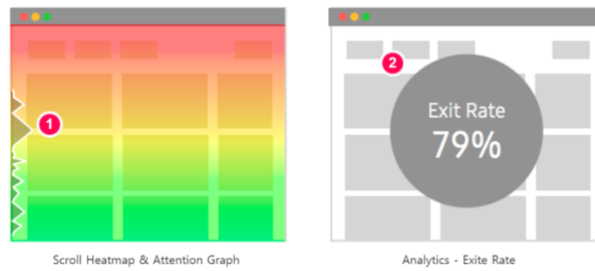 1
2
Exit Rate
79%
Scroll Heatmap & Attention Graph
Analytics - Exite Rate